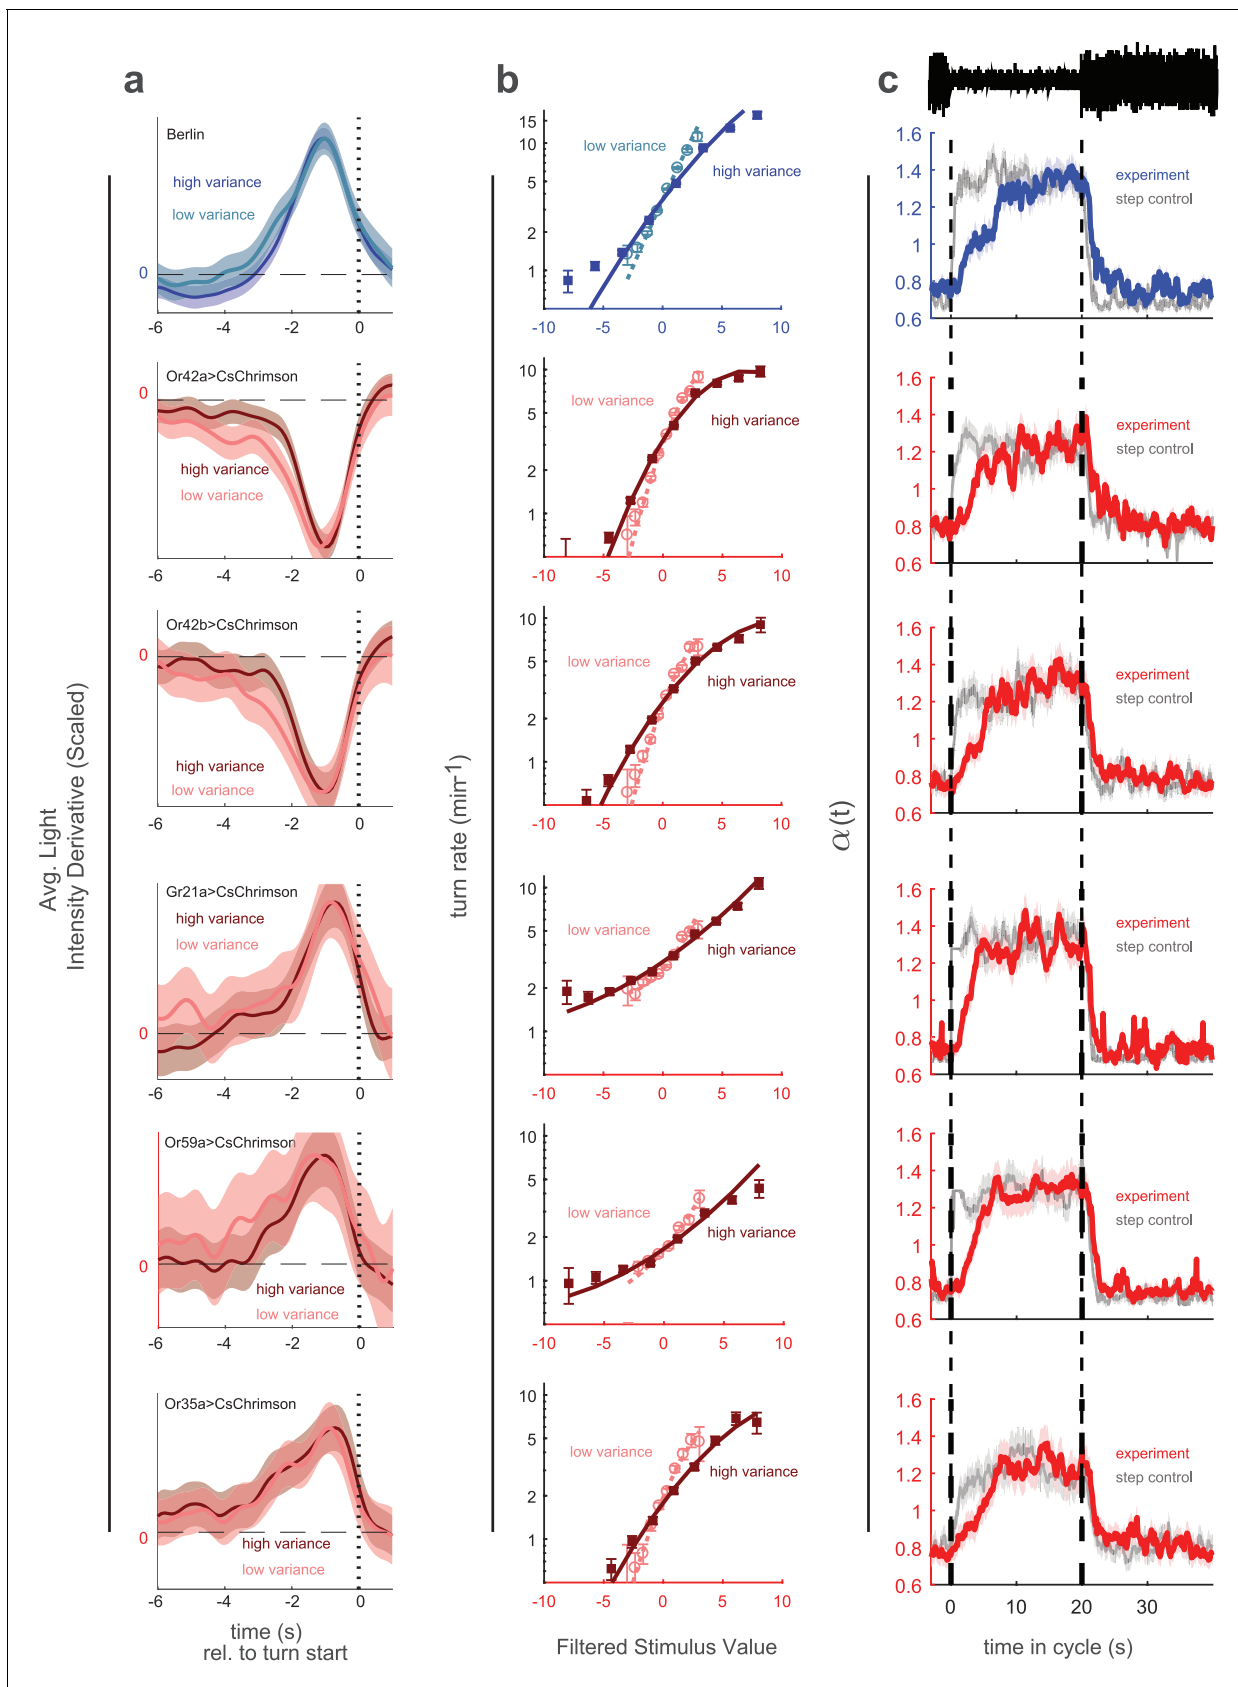 a
b
c
Avg. Light
Intensity Derivative (Scaled)
turn rate (min-1)
α(t)
Berlin
high variance
low variance
0
-6 -4 -2 0
low variance
high variance
15
10
5
2
1
-10 -5 0 5 10
1.6
1.4
1.2
1
0.8
0.6
experiment
step control
Or42a>CsChrimson
0
high variance
low variance
-6 -4 -2 0
low variance
high variance
10
5
2
1
-10 -5 0 5 10
1.6
1.4
1.2
1
0.8
0.6
experiment
step control
Or42b>CsChrimson
0
high variance
low variance
-6 -4 -2 0
low variance
high variance
10
5
2
1
-10 -5 0 5 10
1.6
1.4
1.2
1
0.8
0.6
experiment
step control
Gr21a>CsChrimson
high variance
low variance
0
-6 -4 -2 0
low variance
high variance
10
5
2
1
-10 -5 0 5 10
1.6
1.4
1.2
1
0.8
0.6
experiment
step control
Or59a>CsChrimson
0
high variance
low variance
-6 -4 -2 0
low variance
high variance
10
5
2
1
-10 -5 0 5 10
1.6
1.4
1.2
1
0.8
0.6
experiment
step control
Or35a>CsChrimson
0
high variance
low variance
-6 -4 -2 0
time (s)
rel. to turn start
low variance
high variance
10
5
2
1
-10 -5 0 5 10
Filtered Stimulus Value
1.6
1.4
1.2
1
0.8
0.6
experiment
step control
0 10 20 30
time in cycle (s)